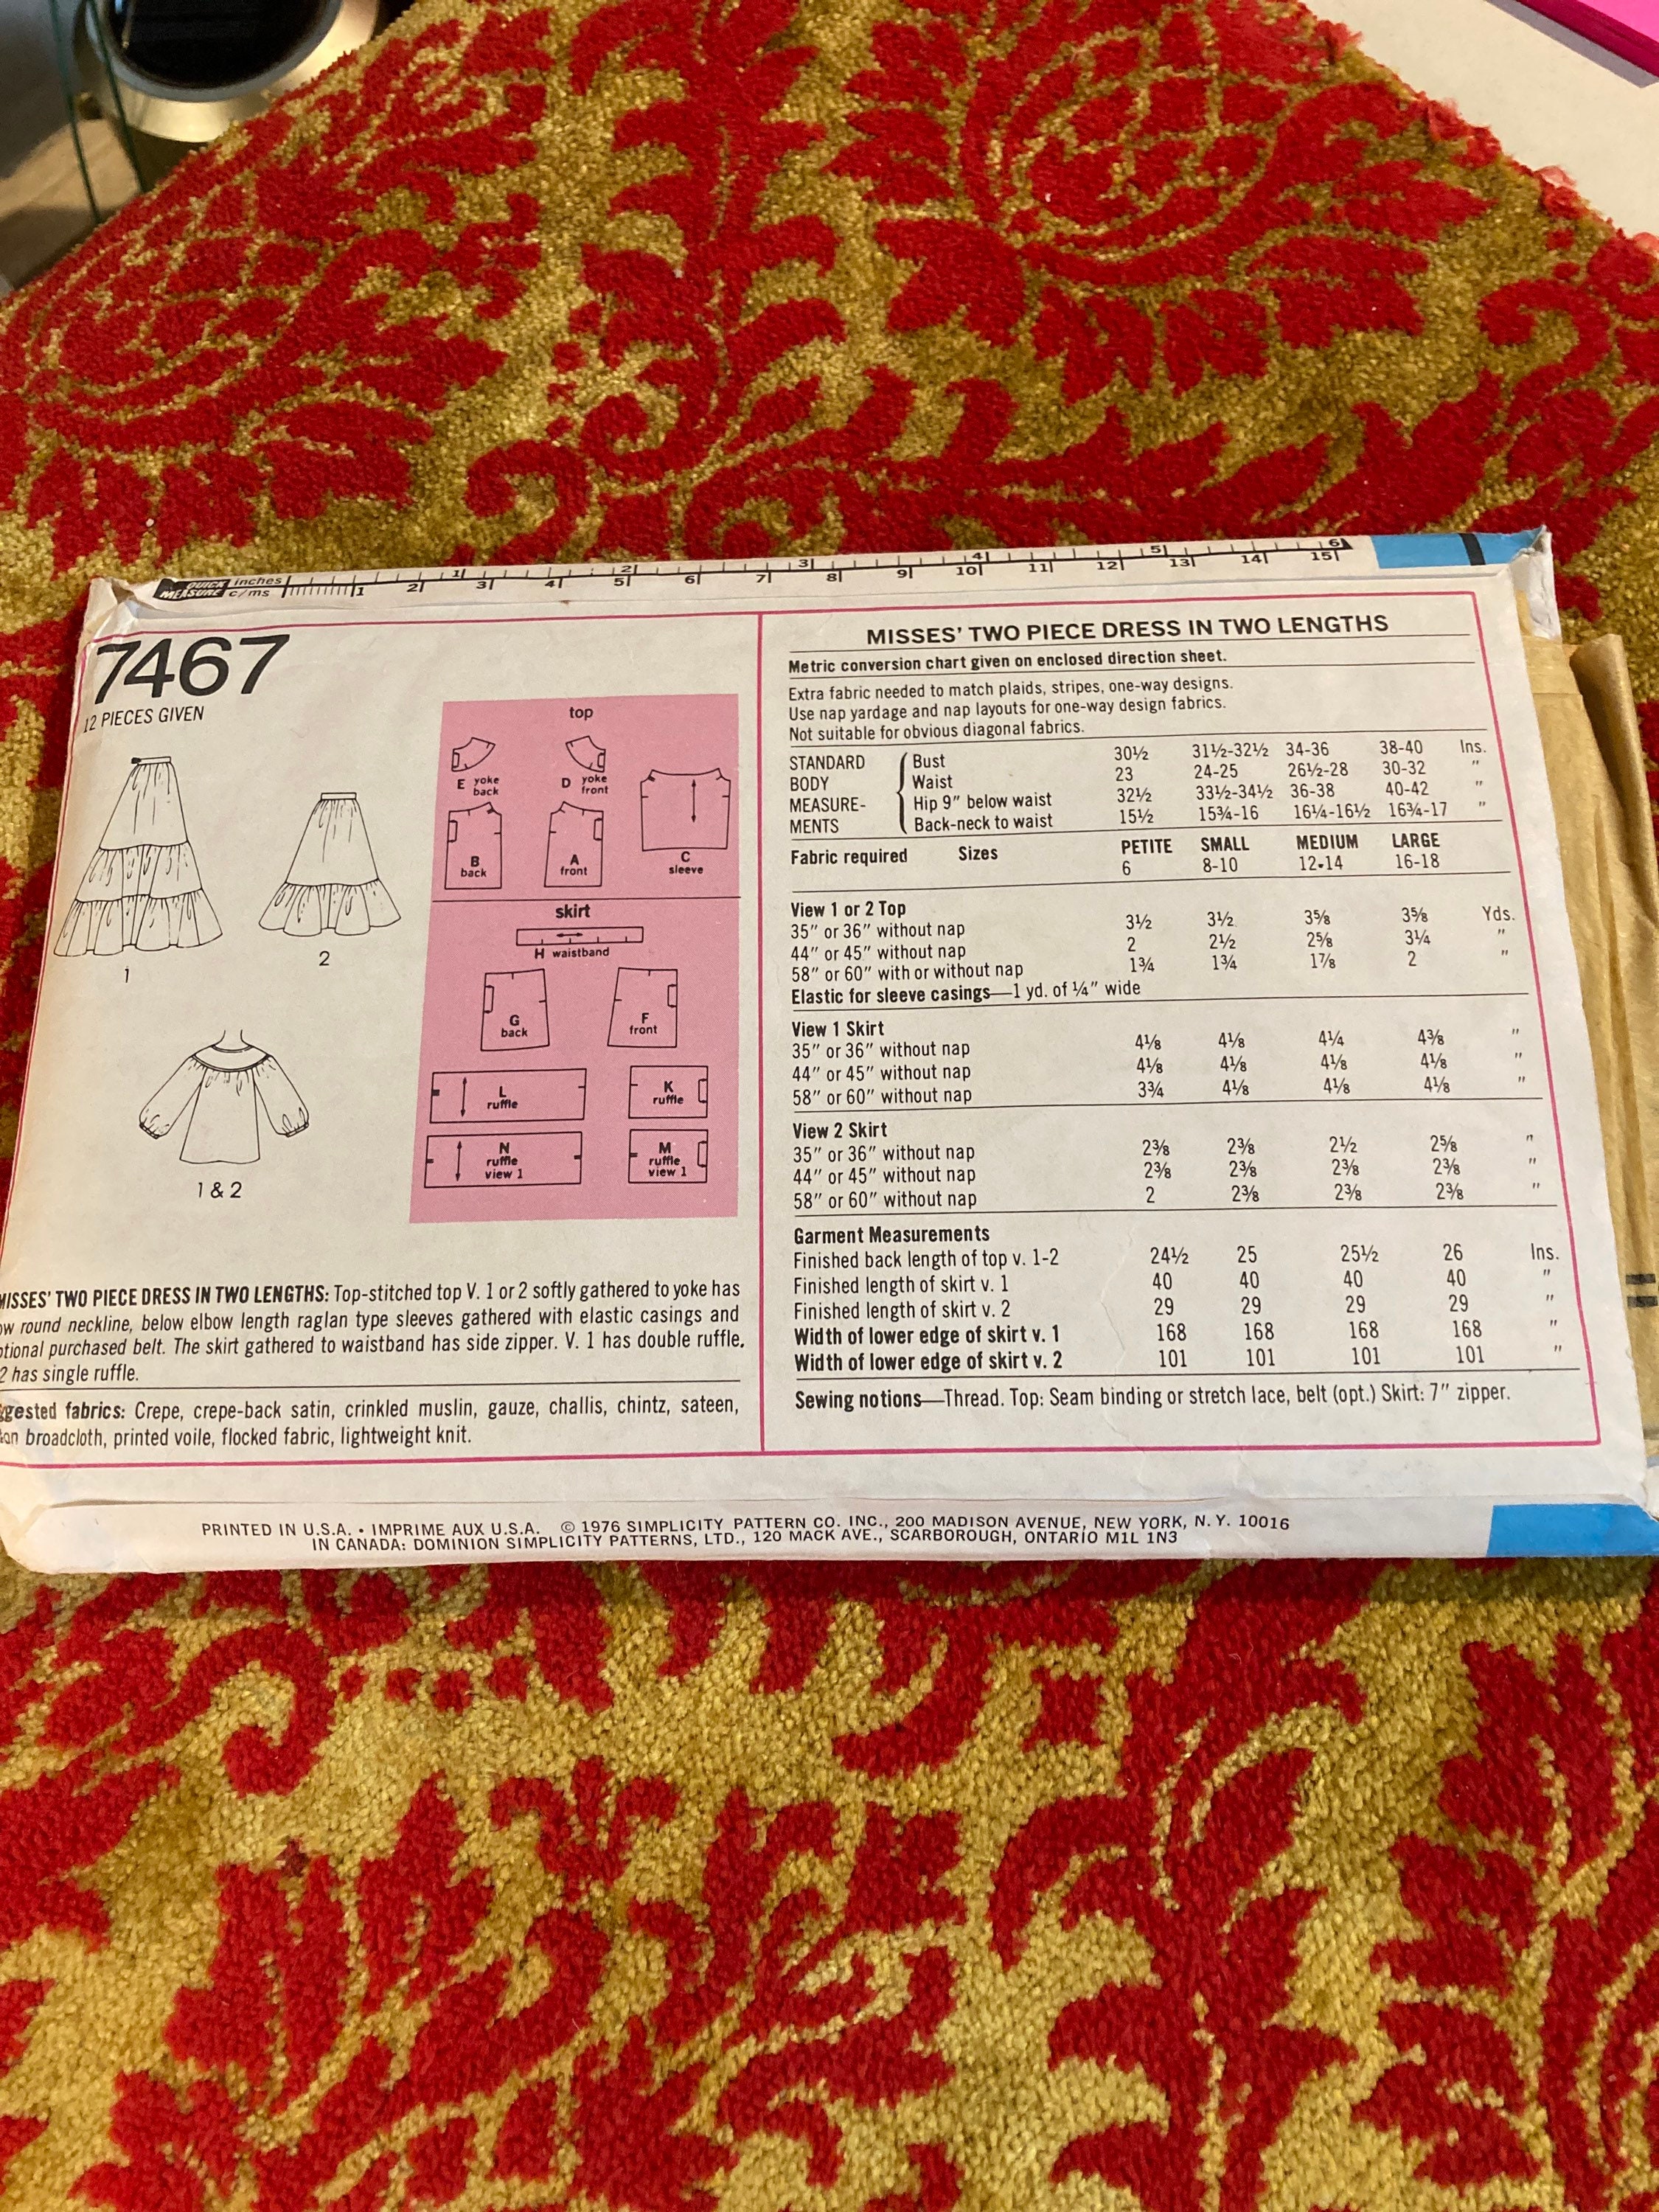 QUICK MEASURE inches 1 2 3 4 5 6
c/ms 1 2 3 4 5 6 7 8 9 10 11 12 13 14 15
7467
12 PIECES GIVEN
1
2
1 & 2
top
E yoke back
D yoke front
B back
A front
C sleeve
skirt
H waistband
G back
F front
L ruffle
K ruffle
N ruffle view 1
M ruffle view 1
MISSES' TWO PIECE DRESS IN TWO LENGTHS: Top-stitched top V. 1 or 2 softly gathered to yoke has
round neckline, below elbow length raglan type sleeves gathered with elastic casings and
purchased belt. The skirt gathered to waistband has side zipper. V. 1 has double ruffle,
2 has single ruffle.
fabrics: Crepe, crepe-back satin, crinkled muslin, gauze, challis, chintz, sateen,
broadcloth, printed voile, flocked fabric, lightweight knit.
MISSES' TWO PIECE DRESS IN TWO LENGTHS
Metric conversion chart given on enclosed direction sheet.
Extra fabric needed to match plaids, stripes, one-way designs.
Use nap yardage and nap layouts for one-way design fabrics.
Not suitable for obvious diagonal fabrics.
STANDARD Bust 30½ 31½-32½ 34-36 38-40 Ins.
BODY Waist 23 24-25 26½-28 30-32 "
MEASURE- Hip 9" below waist 32½ 33½-34½ 36-38 40-42 "
MENTS Back-neck to waist 15½ 15¾-16 16¼-16½ 16¾-17 "
Fabric required Sizes PETITE SMALL MEDIUM LARGE
6 8-10 12-14 16-18
View 1 or 2 Top
35" or 36" without nap 3½ 3½ 3⅝ 3⅝ Yds.
44" or 45" without nap 2 2½ 2⅝ 3¼ "
58" or 60" with or without nap 1¾ 1¾ 1⅞ 2 "
Elastic for sleeve casings—1 yd. of ¼" wide
View 1 Skirt
35" or 36" without nap 4⅛ 4⅛ 4¼ 4⅜ "
44" or 45" without nap 4⅛ 4⅛ 4⅛ 4⅛ "
58" or 60" without nap 3¾ 4⅛ 4⅛ 4⅛ "
View 2 Skirt
35" or 36" without nap 2⅜ 2⅜ 2½ 2⅝ "
44" or 45" without nap 2⅜ 2⅜ 2⅜ 2⅜ "
58" or 60" without nap 2 2⅜ 2⅜ 2⅜ "
Garment Measurements
Finished back length of top v. 1-2 24½ 25 25½ 26 Ins.
Finished length of skirt v. 1 40 40 40 40 "
Finished length of skirt v. 2 29 29 29 29 "
Width of lower edge of skirt v. 1 168 168 168 168 "
Width of lower edge of skirt v. 2 101 101 101 101 "
Sewing notions—Thread. Top: Seam binding or stretch lace, belt (opt.) Skirt: 7" zipper.
PRINTED IN U.S.A. • IMPRIME AUX U.S.A. © 1976 SIMPLICITY PATTERN CO. INC., 200 MADISON AVENUE, NEW YORK, N.Y. 10016
IN CANADA: DOMINION SIMPLICITY PATTERNS, LTD., 120 MACK AVE., SCARBOROUGH, ONTARIO M1L 1N3